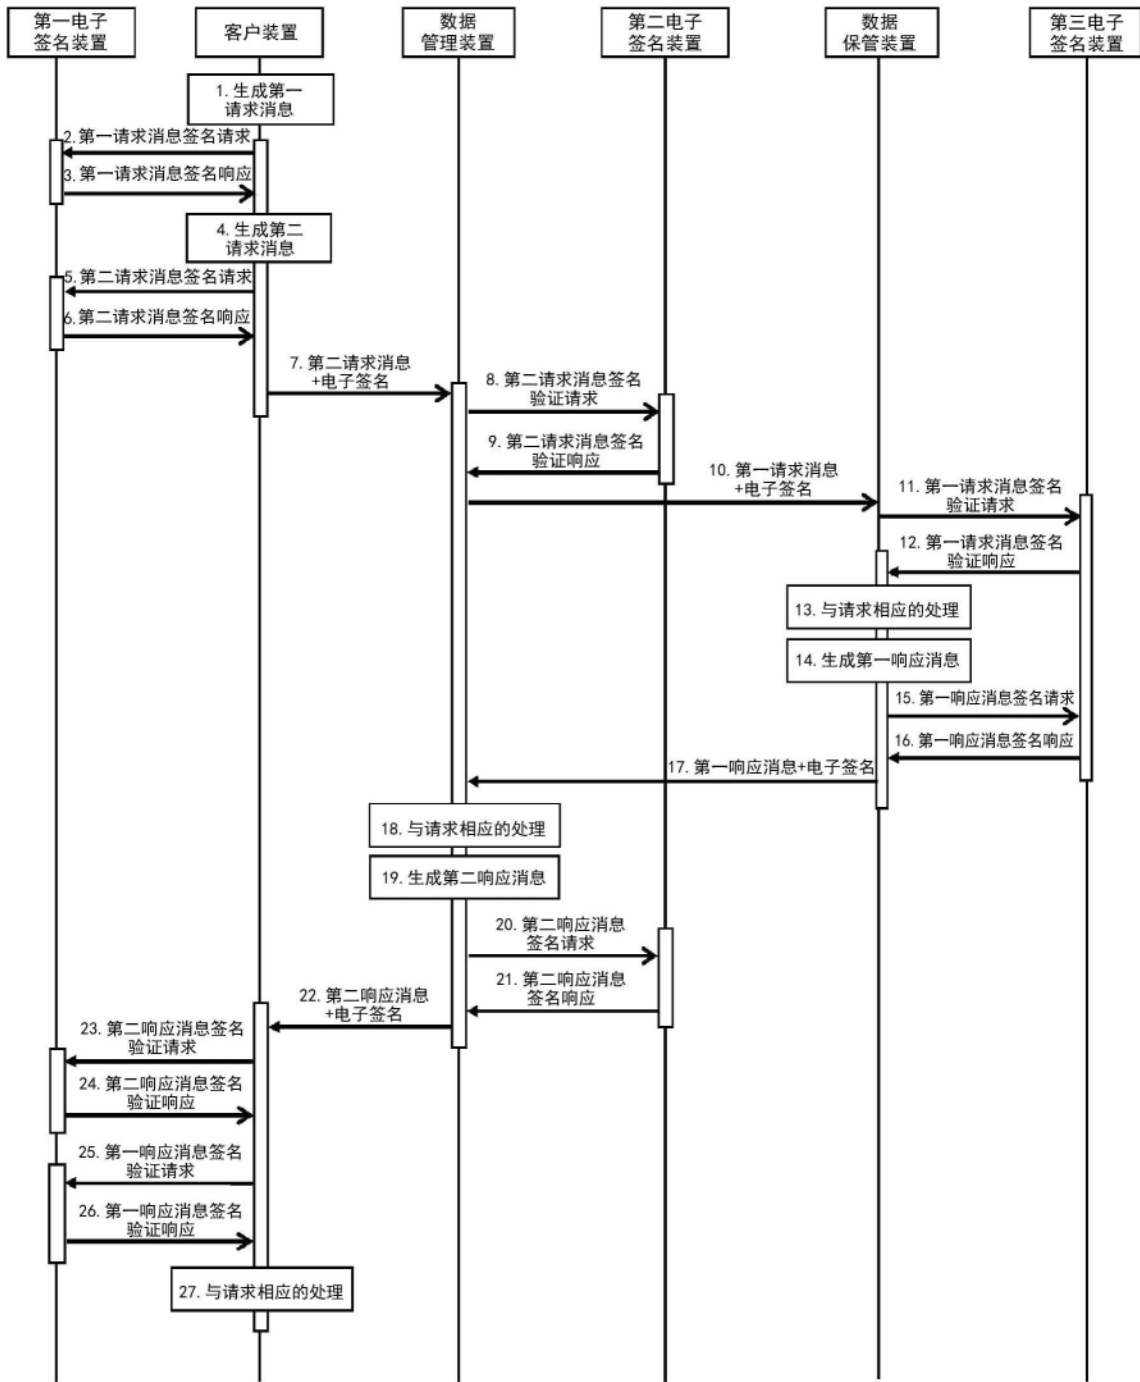 第一电子
签名装置
客户装置
数据
管理装置
第二电子
签名装置
数据
保管装置
第三电子
签名装置
1. 生成第一
请求消息
2. 第一请求消息签名请求
3. 第一请求消息签名响应
4. 生成第二
请求消息
5. 第二请求消息签名请求
6. 第二请求消息签名响应
7. 第二请求消息
+电子签名
8. 第二请求消息签名
验证请求
9. 第二请求消息签名
验证响应
10. 第一请求消息
+电子签名
11. 第一请求消息签名
验证请求
12. 第一请求消息签名
验证响应
13. 与请求相应的处理
14. 生成第一响应消息
15. 第一响应消息签名请求
16. 第一响应消息签名响应
17. 第一响应消息+电子签名
18. 与请求相应的处理
19. 生成第二响应消息
20. 第二响应消息
签名请求
21. 第二响应消息
签名响应
22. 第二响应消息
+电子签名
23. 第二响应消息签名
验证请求
24. 第二响应消息签名
验证响应
25. 第一响应消息签名
验证请求
26. 第一响应消息签名
验证响应
27. 与请求相应的处理